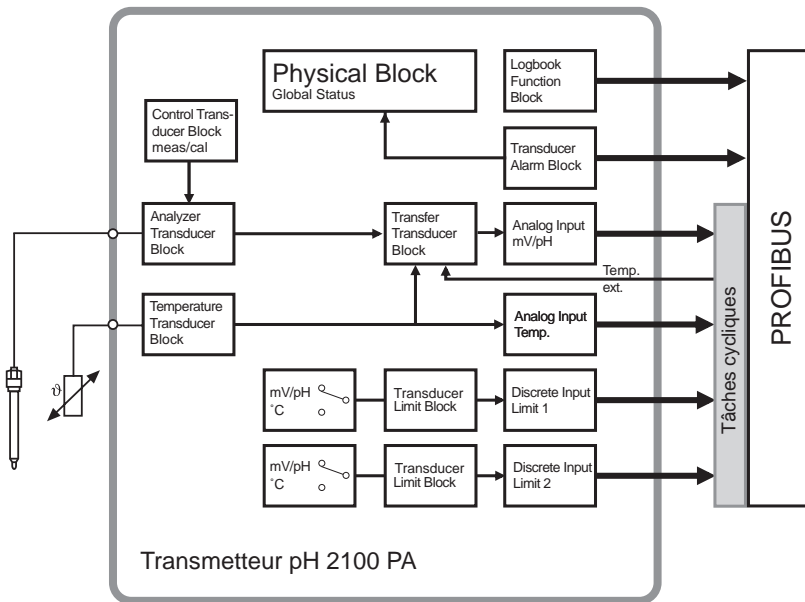 Physical Block
Global Status
Logbook
Function
Block
Control Trans-
ducer Block
meas/cal
Transducer
Alarm Block
Analyzer
Transducer
Block
Transfer
Transducer
Block
Analog Input
mV/pH
Temp.
ext.
Temperature
Transducer
Block
Analog Input
Temp.
ϑ
mV/pH
°C
Transducer
Limit Block
Discrete Input
Limit 1
mV/pH
°C
Transducer
Limit Block
Discrete Input
Limit 2
Tâches cycliques
PROFIBUS
Transmetteur pH 2100 PA